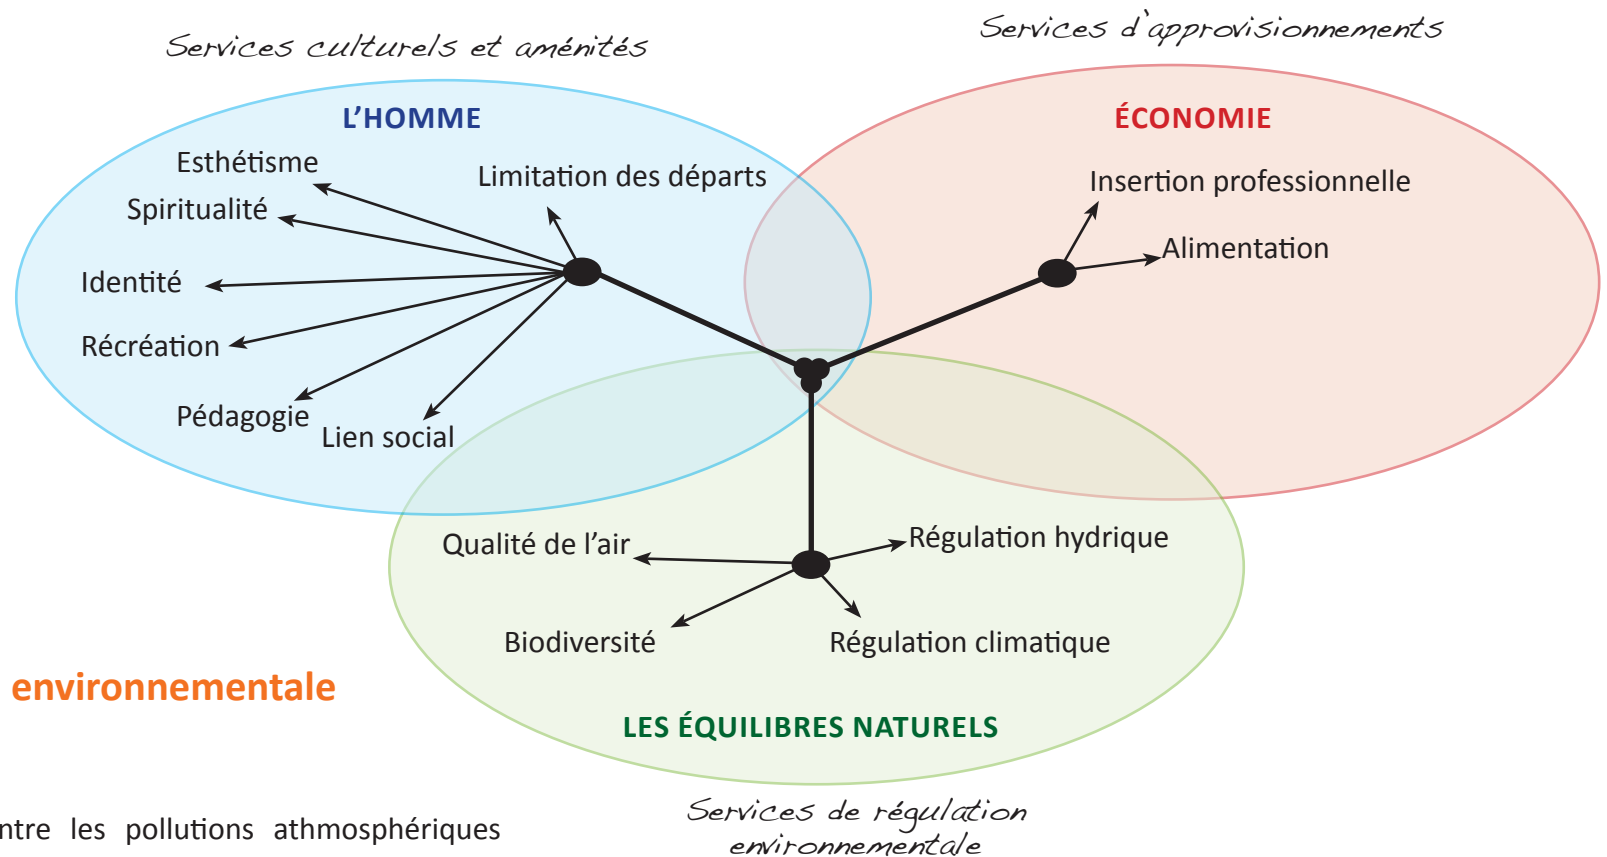 Services culturels et aménités
Services d'approvisionnements
L'HOMME
ÉCONOMIE
Esthétisme
Limitation des départs
Insertion professionnelle
Spiritualité
Alimentation
Identité
Récréation
Pédagogie
Lien social
Qualité de l'air
Régulation hydrique
Biodiversité
Régulation climatique
environnementale
LES ÉQUILIBRES NATURELS
Services de régulation
environnementale
ntre les pollutions athmosphériques